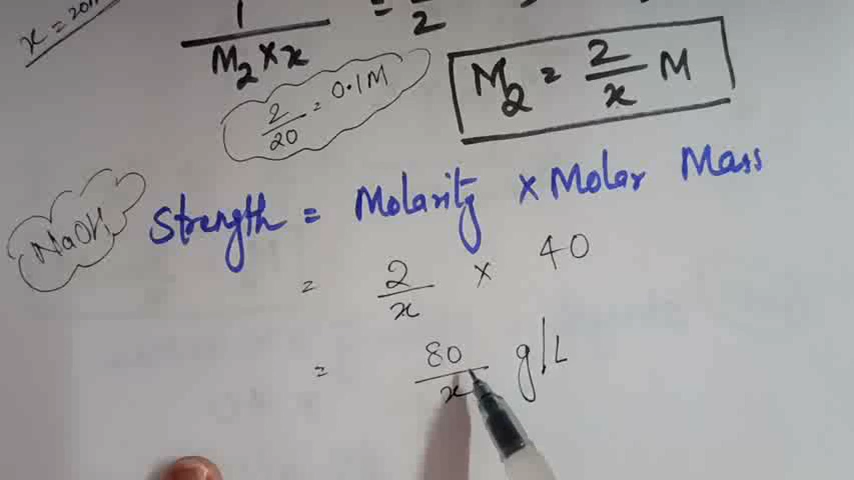 x = 20
1 / M₂ × x = / 2
2/20 = 0.1M
M₂ = 2/x M
NaOH
Strength = Molarity × Molar Mass
= 2/x × 40
= 80/x g/L